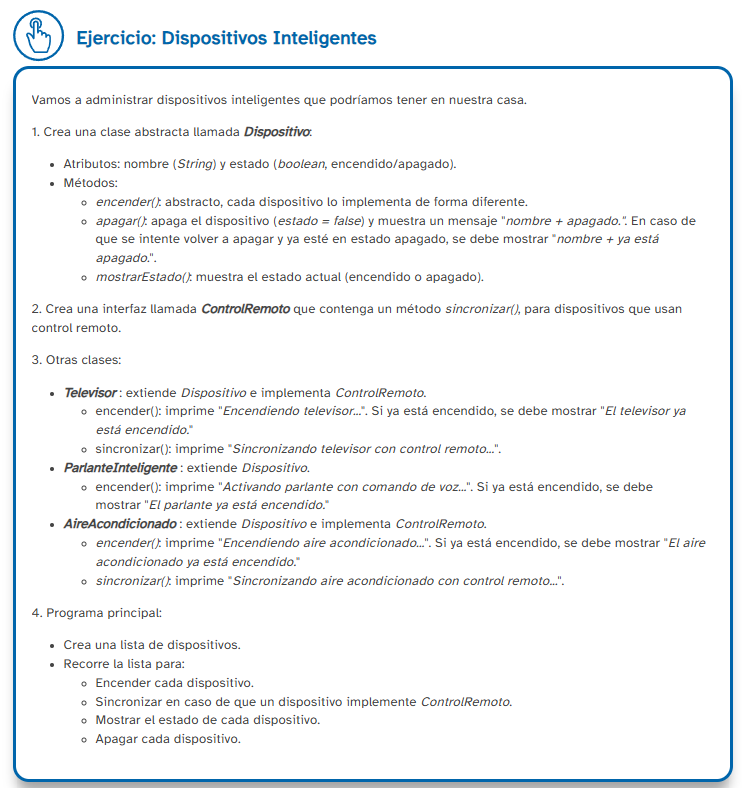 Ejercicio: Dispositivos Inteligentes
Vamos a administrar dispositivos inteligentes que podríamos tener en nuestra casa.
1. Crea una clase abstracta llamada Dispositivo:
• Atributos: nombre (String) y estado (boolean, encendido/apagado).
• Métodos:
◦ encender(): abstracto, cada dispositivo lo implementa de forma diferente.
◦ apagar(): apaga el dispositivo (estado = false) y muestra un mensaje "nombre + apagado.". En caso de
que se intente volver a apagar y ya esté en estado apagado, se debe mostrar "nombre + ya está
apagado.".
◦ mostrarEstado(): muestra el estado actual (encendido o apagado).
2. Crea una interfaz llamada ControlRemoto que contenga un método sincronizar(), para dispositivos que usan
control remoto.
3. Otras clases:
• Televisor : extiende Dispositivo e implementa ControlRemoto.
◦ encender(): imprime "Encendiendo televisor...". Si ya está encendido, se debe mostrar "El televisor ya
está encendido."
◦ sincronizar(): imprime "Sincronizando televisor con control remoto...".
• ParlanteInteligente : extiende Dispositivo.
◦ encender(): imprime "Activando parlante con comando de voz...". Si ya está encendido, se debe
mostrar "El parlante ya está encendido."
• AireAcondicionado : extiende Dispositivo e implementa ControlRemoto.
◦ encender(): imprime "Encendiendo aire acondicionado...". Si ya está encendido, se debe mostrar "El aire
acondicionado ya está encendido."
◦ sincronizar(): imprime "Sincronizando aire acondicionado con control remoto...".
4. Programa principal:
• Crea una lista de dispositivos.
• Recorre la lista para:
◦ Encender cada dispositivo.
◦ Sincronizar en caso de que un dispositivo implemente ControlRemoto.
◦ Mostrar el estado de cada dispositivo.
◦ Apagar cada dispositivo.